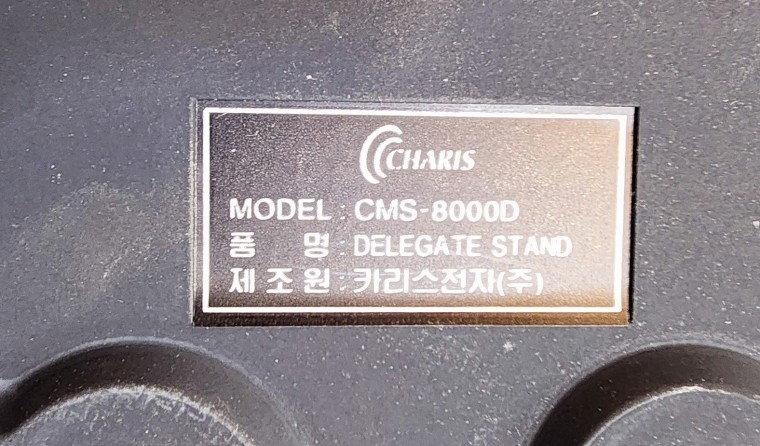 CHARIS
MODEL : CMS-8000D
품 명 : DELEGATE STAND
제 조 원 : 카리스전자(주)